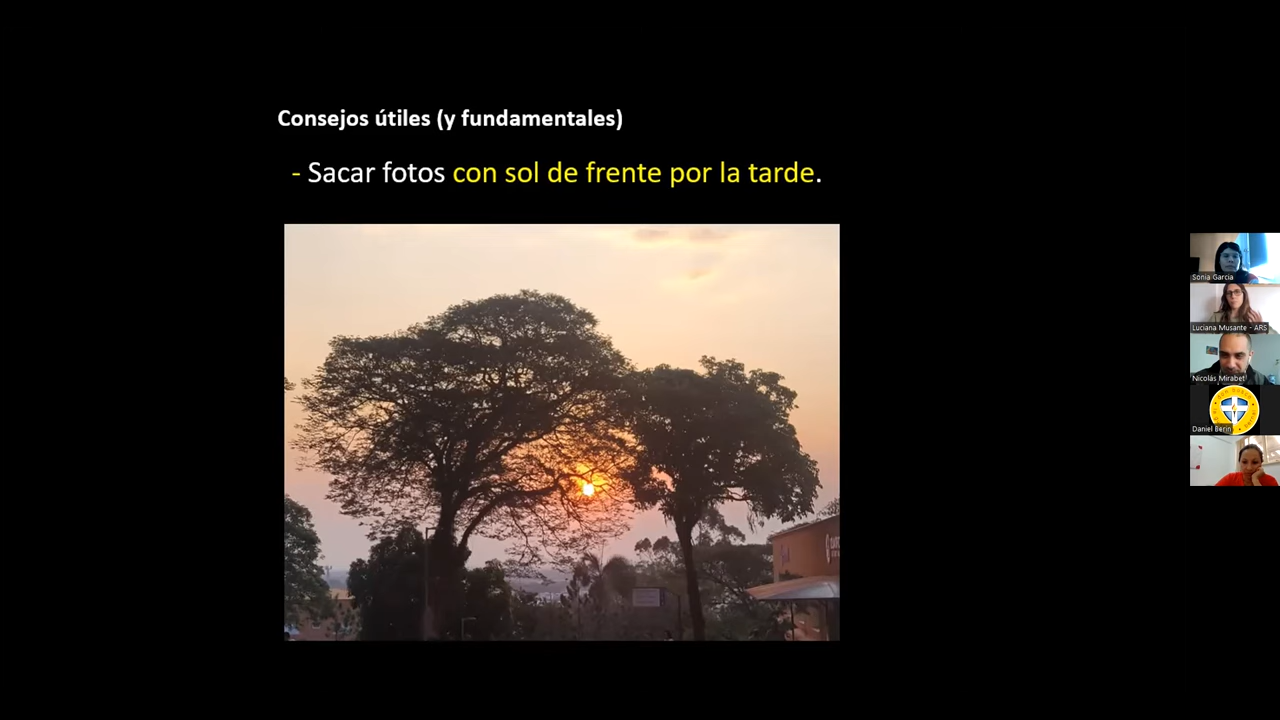 Consejos útiles (y fundamentales)
- Sacar fotos con sol de frente por la tarde.
Sonia Garcia
Luciana Musante - ARS
Nicolás Mirabet
Daniel Berin